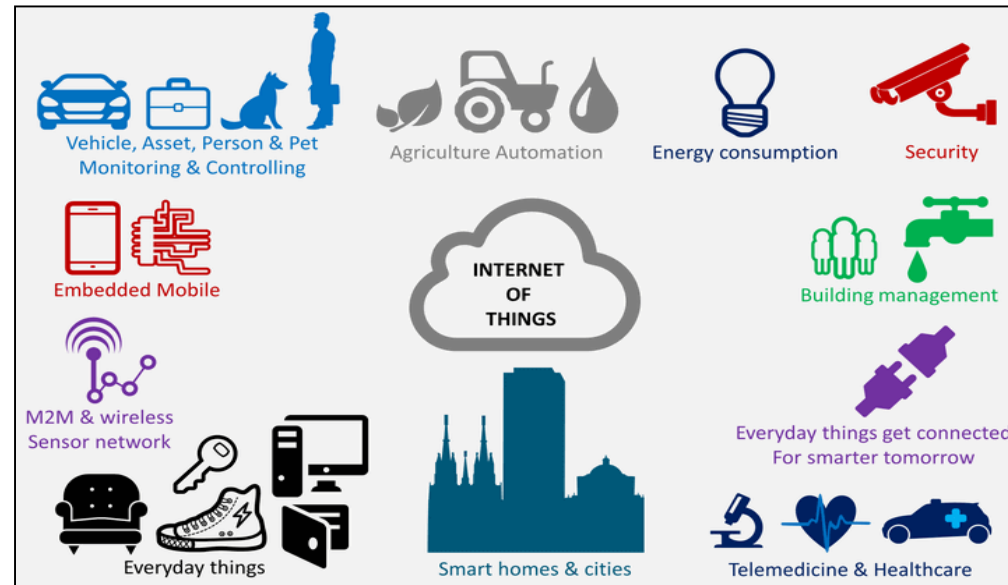 Vehicle, Asset, Person & Pet
Monitoring & Controlling
Agriculture Automation
Energy consumption
Security
Embedded Mobile
INTERNET
OF
THINGS
Building management
M2M & wireless
Sensor network
Everyday things get connected
For smarter tomorrow
Everyday things
Smart homes & cities
Telemedicine & Healthcare